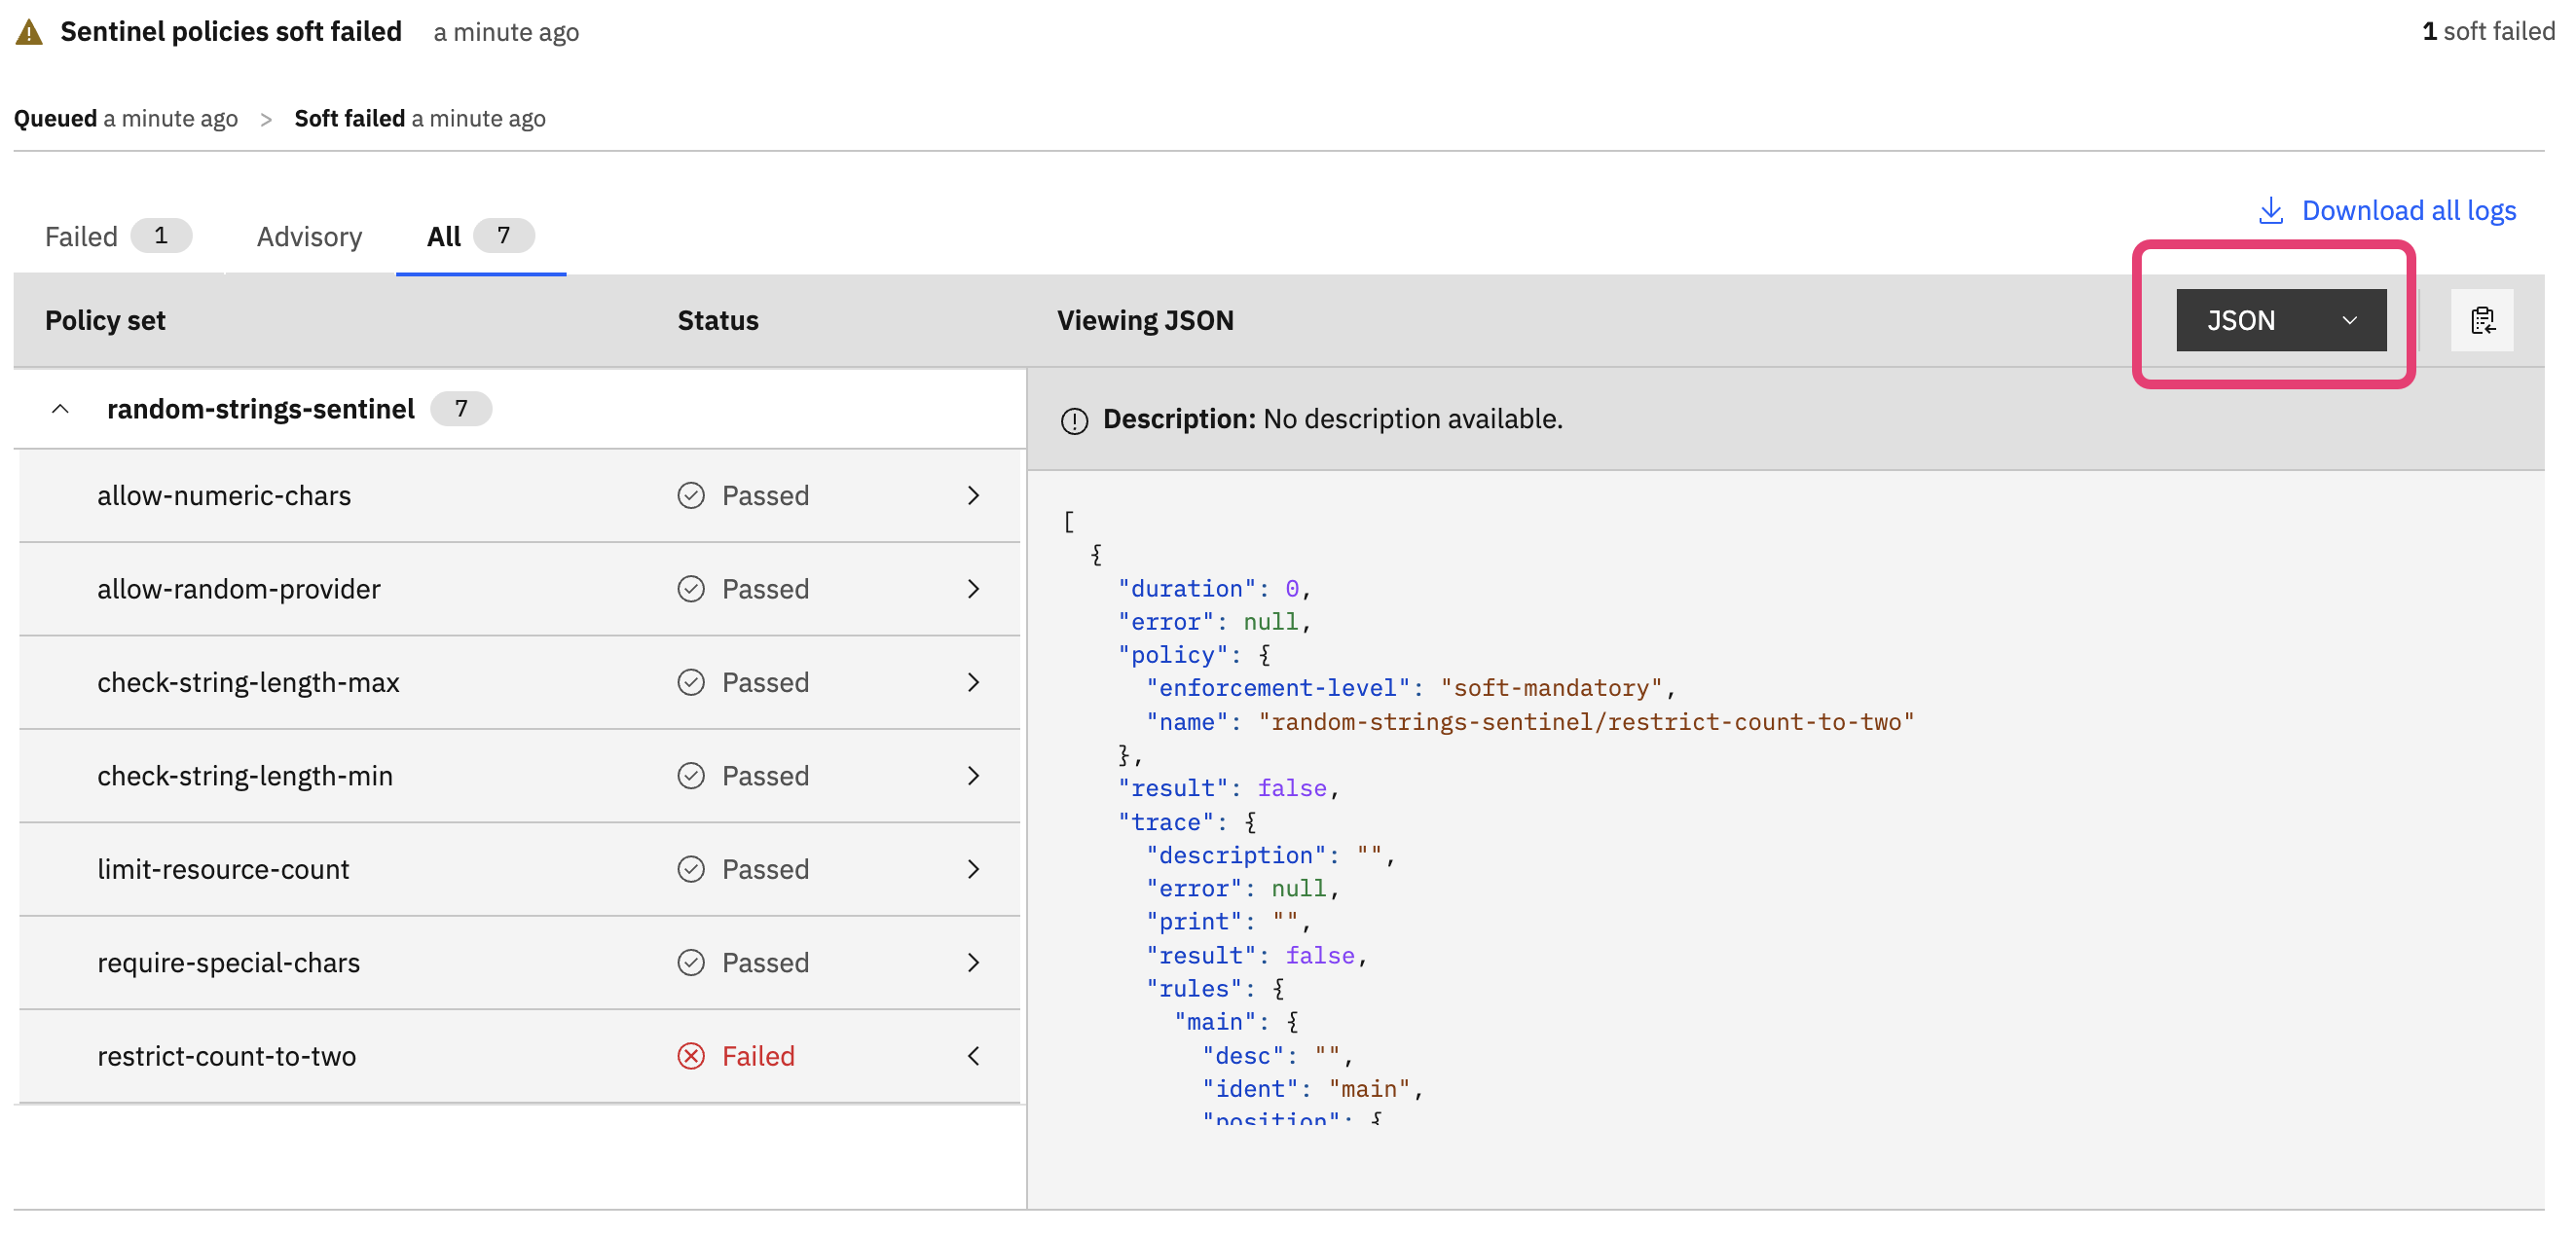 Sentinel policies soft failed a minute ago
1 soft failed
Queued a minute ago > Soft failed a minute ago
Download all logs
Failed 1 Advisory All 7
Policy set Status Viewing JSON JSON
random-strings-sentinel 7
Description: No description available.
allow-numeric-chars Passed
allow-random-provider Passed
check-string-length-max Passed
check-string-length-min Passed
limit-resource-count Passed
require-special-chars Passed
restrict-count-to-two Failed
[
{
"duration": 0,
"error": null,
"policy": {
"enforcement-level": "soft-mandatory",
"name": "random-strings-sentinel/restrict-count-to-two"
},
"result": false,
"trace": {
"description": "",
"error": null,
"print": "",
"result": false,
"rules": {
"main": {
"desc": "",
"ident": "main",
"position": {